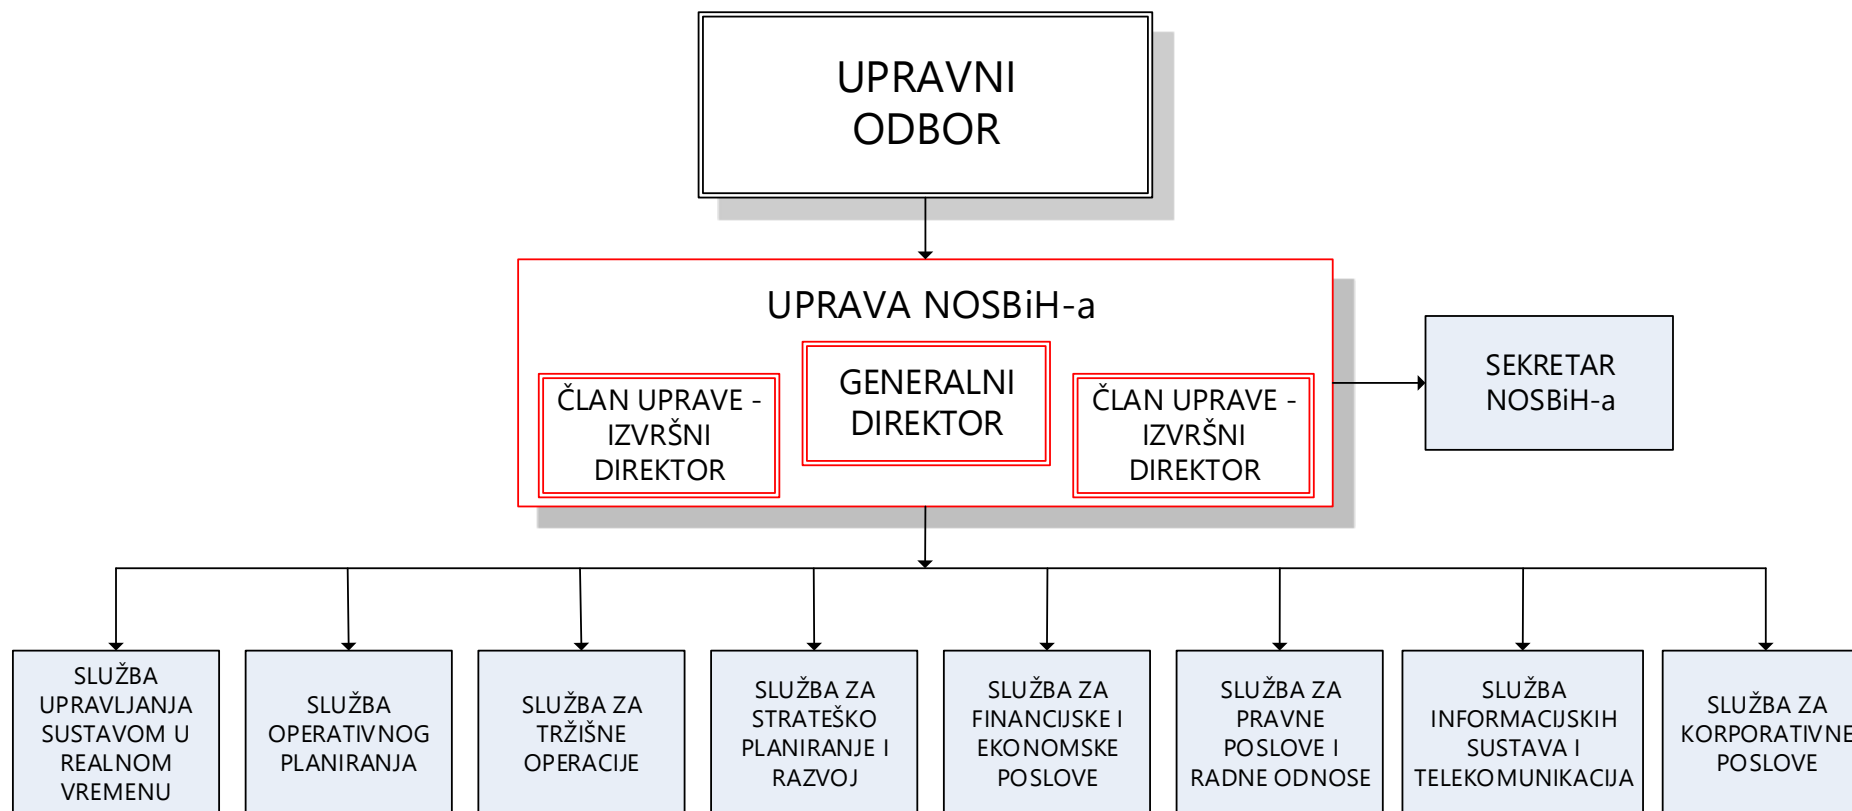 UPRAVNI
ODBOR
UPRAVA NOSBiH-a
ČLAN UPRAVE -
IZVRŠNI
DIREKTOR
GENERALNI
DIREKTOR
ČLAN UPRAVE -
IZVRŠNI
DIREKTOR
SEKRETAR
NOSBiH-a
SLUŽBA
UPRAVLJANJA
SUSTAVOM U
REALNOM
VREMENU
SLUŽBA
OPERATIVNOG
PLANIRANJA
SLUŽBA ZA
TRŽIŠNE
OPERACIJE
SLUŽBA ZA
STRATEŠKO
PLANIRANJE I
RAZVOJ
SLUŽBA ZA
FINANCIJSKE I
EKONOMSKE
POSLOVE
SLUŽBA ZA
PRAVNE
POSLOVE I
RADNE ODNOSE
SLUŽBA
INFORMACIJSKIH
SUSTAVA I
TELEKOMUNIKACIJA
SLUŽBA ZA
KORPORATIVNE
POSLOVE